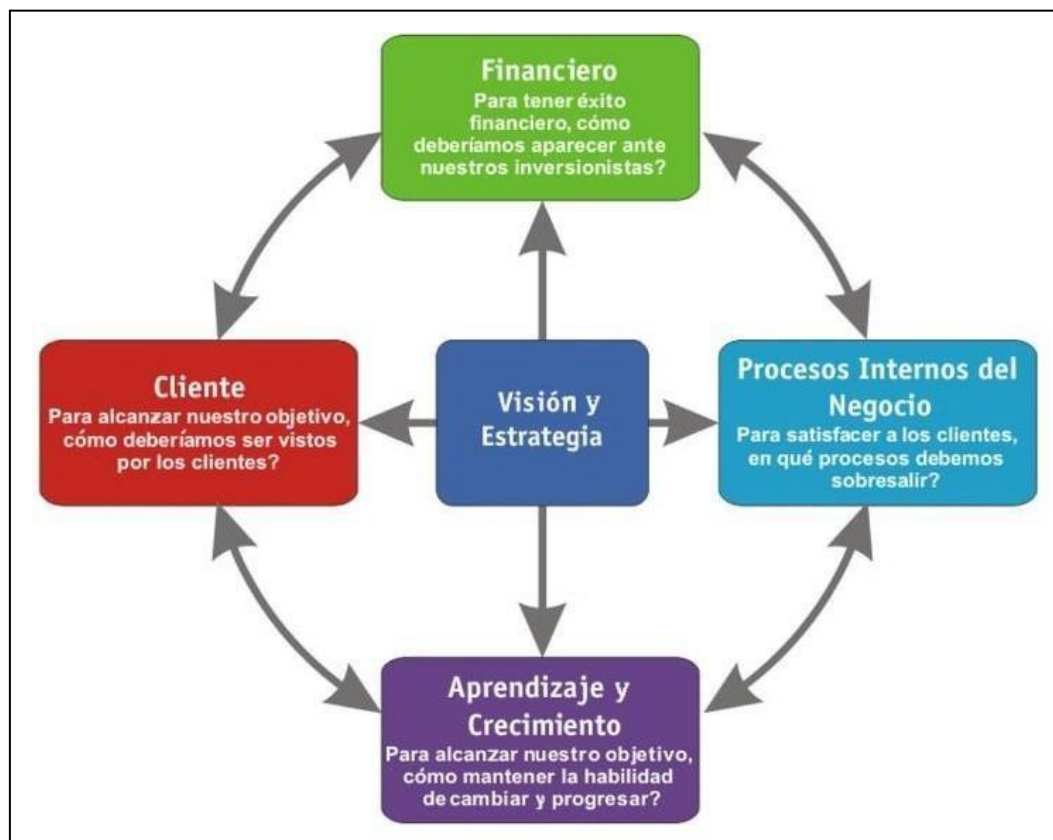 Financiero
Para tener éxito
financiero, cómo
deberíamos aparecer ante
nuestros inversionistas?
Cliente
Para alcanzar nuestro objetivo,
cómo deberíamos ser vistos
por los clientes?
Visión y
Estrategia
Procesos Internos del
Negocio
Para satisfacer a los clientes,
en qué procesos debemos
sobresalir?
Aprendizaje y
Crecimiento
Para alcanzar nuestro objetivo,
cómo mantener la habilidad
de cambiar y progresar?